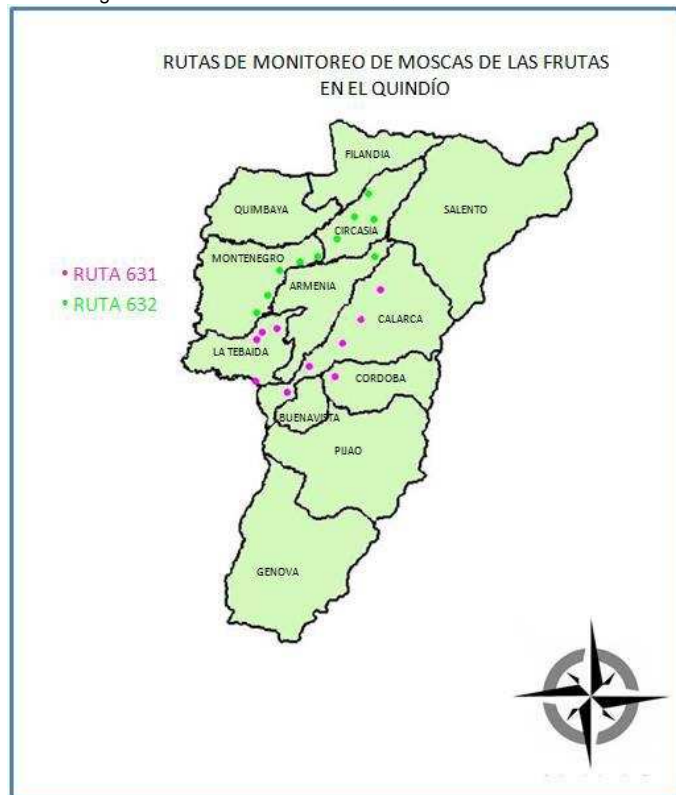 RUTAS DE MONITOREO DE MOSCAS DE LAS FRUTAS
EN EL QUINDÍO
FILANDIA
QUIMBAYA
SALENTO
CIRCASIA
MONTENEGRO
• RUTA 631
ARMENIA
• RUTA 632
CALARCA
LA TEBAIDA
CORDOBA
BUENAVISTA
PIJAO
GENOVA